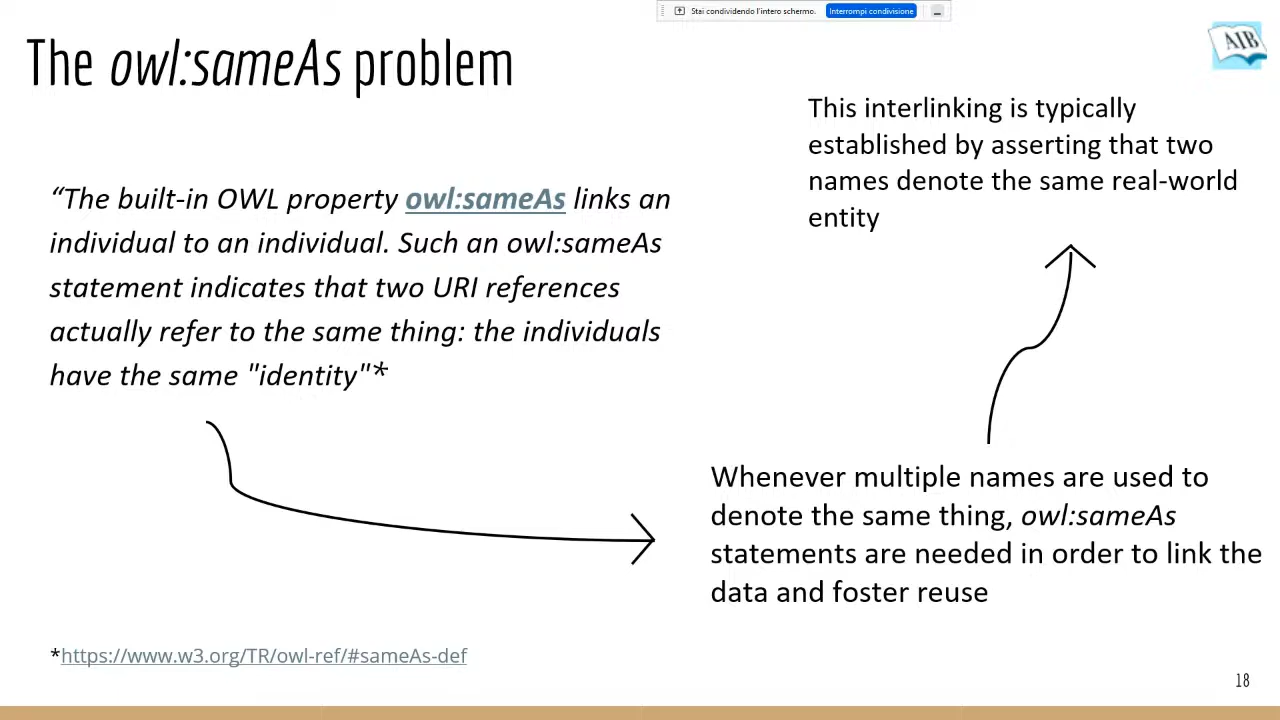 Stai condividendo l'intero schermo. Interrompi condivisione
The owl:sameAs problem
AIB
This interlinking is typically
established by asserting that two
names denote the same real-world
entity
“The built-in OWL property owl:sameAs links an
individual to an individual. Such an owl:sameAs
statement indicates that two URI references
actually refer to the same thing: the individuals
have the same "identity"*
Whenever multiple names are used to
denote the same thing, owl:sameAs
statements are needed in order to link the
data and foster reuse
*https://www.w3.org/TR/owl-ref/#sameAs-def
18